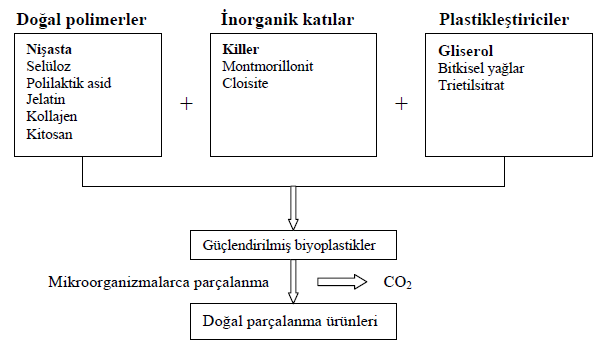 Doğal polimerler
İnorganik katılar
Plastikleştiriciler
Nişasta
Selüloz
Polilaktik asid
Jelatin
Kollajen
Kitosan
+
Killer
Montmorillonit
Cloisite
+
Gliserol
Bitkisel yağlar
Trietilsitrat
Güçlendirilmiş biyoplastikler
Mikroorganizmalarca parçalanma
CO₂
Doğal parçalanma ürünleri